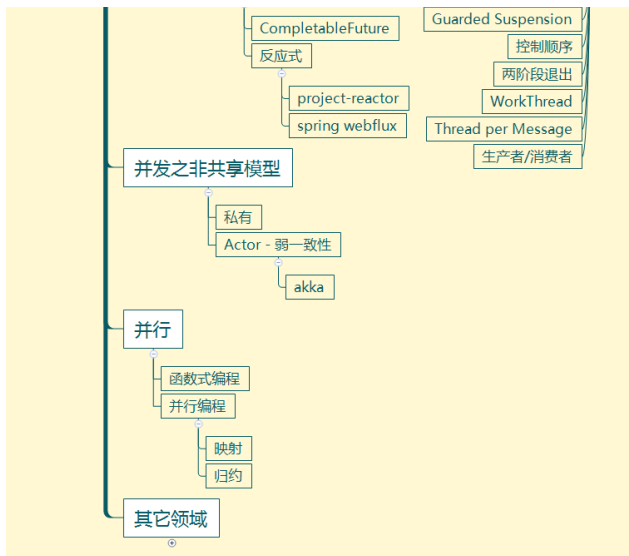 CompletableFuture
反应式
project-reactor
spring webflux
并发之非共享模型
私有
Actor - 弱一致性
akka
并行
函数式编程
并行编程
映射
归约
其它领域
Guarded Suspension
控制顺序
两阶段退出
WorkThread
Thread per Message
生产者/消费者